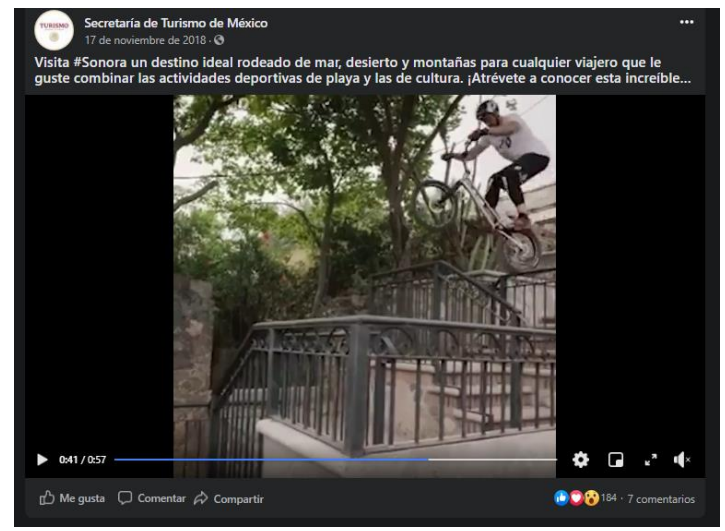 TURISMO
Secretaría de Turismo de México
17 de noviembre de 2018 ·
Visita #Sonora un destino ideal rodeado de mar, desierto y montañas para cualquier viajero que le
guste combinar las actividades deportivas de playa y las de cultura. ¡Atrévete a conocer esta increíble...
0:41 / 0:57
Me gusta Comentar Compartir 184 · 7 comentarios